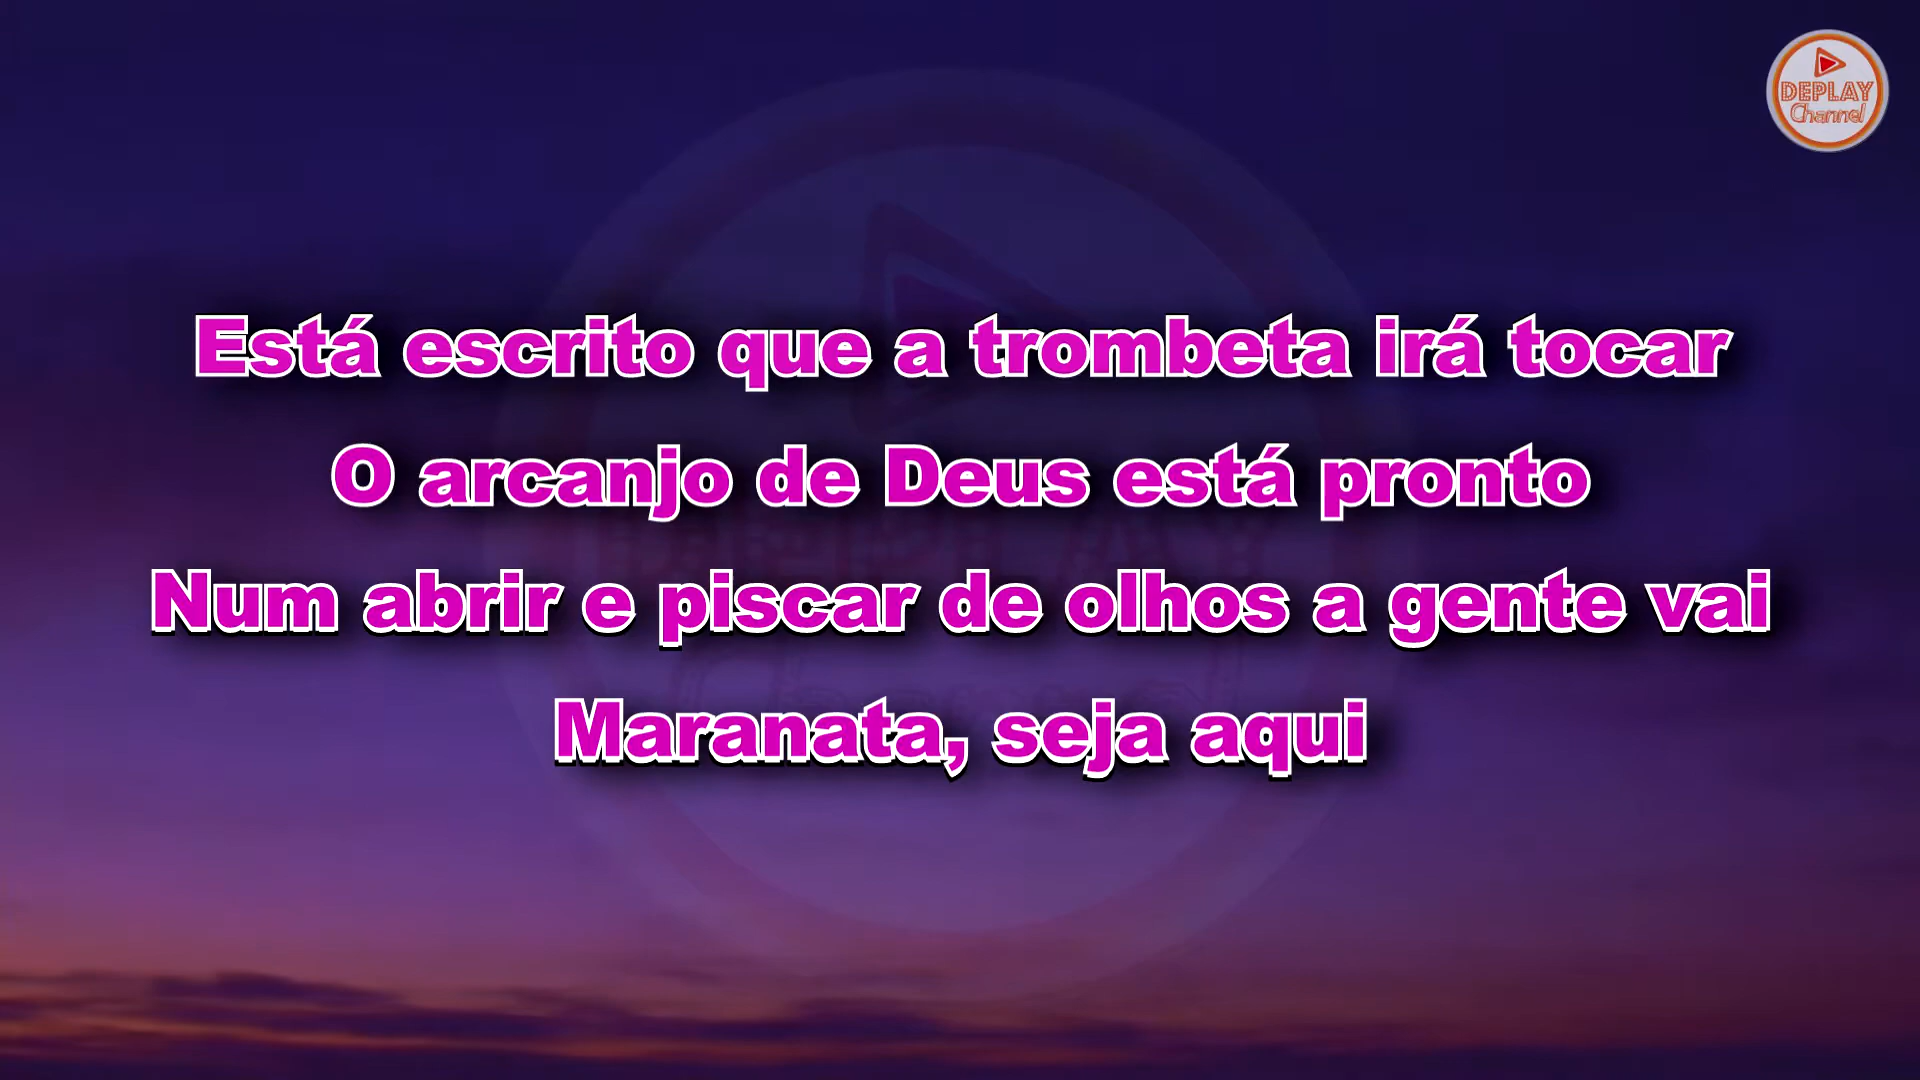 DEPLAY
Channel
Está escrito que a trombeta irá tocar
O arcanjo de Deus está pronto
Num abrir e piscar de olhos a gente vai
Maranata, seja aqui